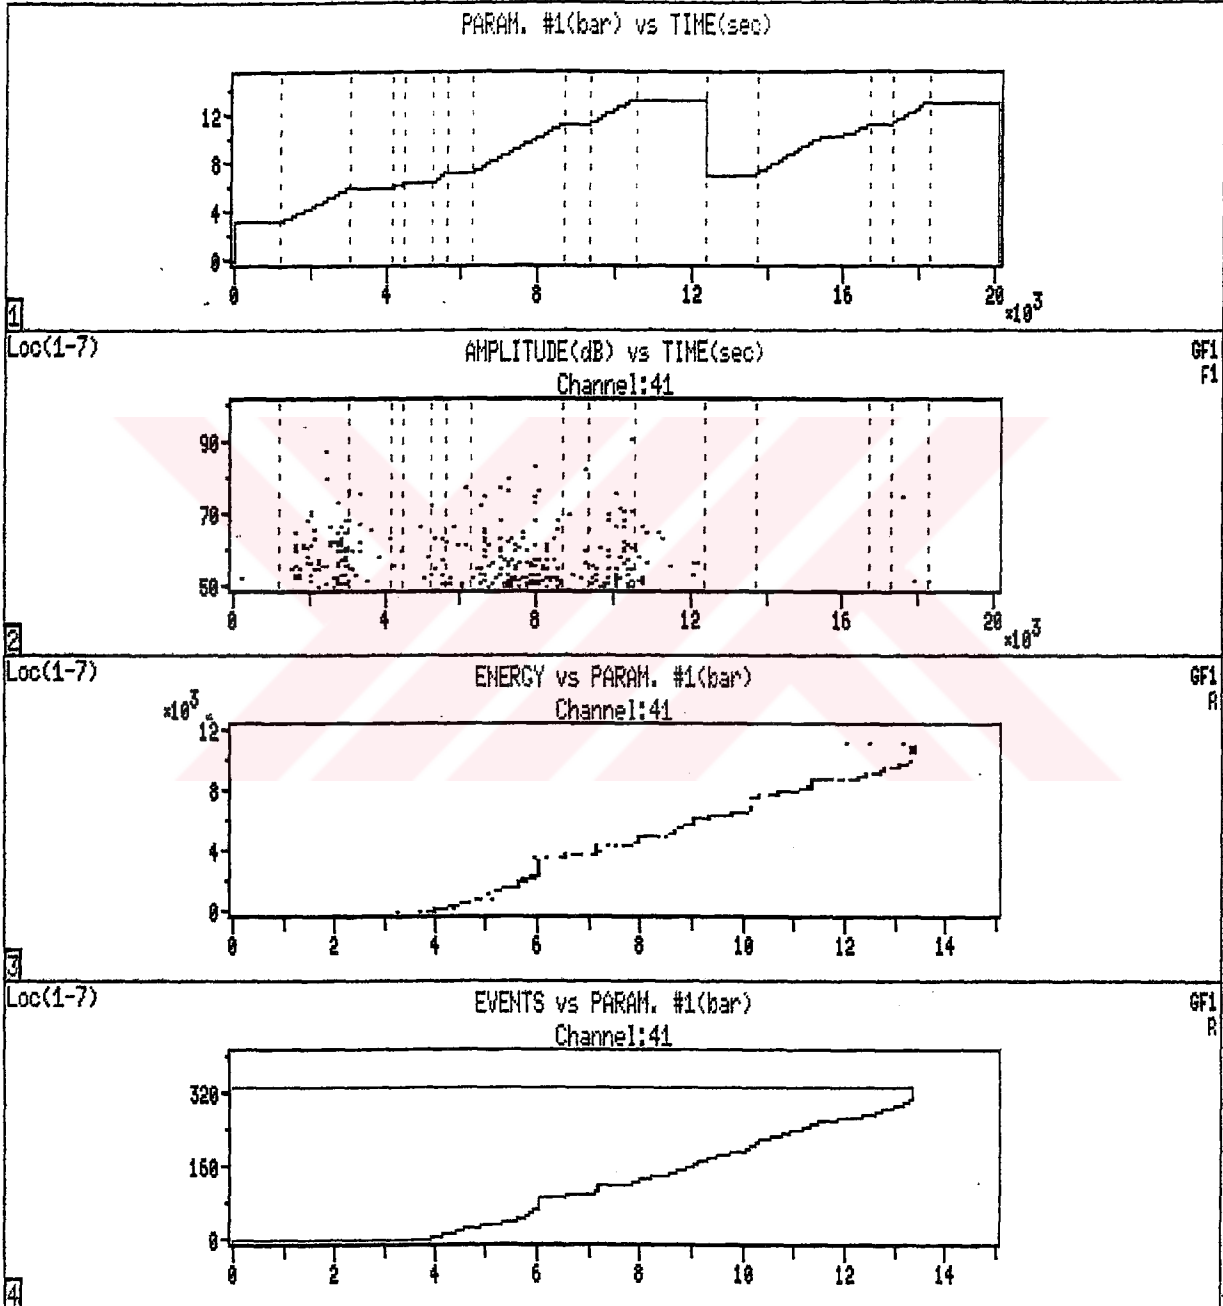 PARAM. #1(bar) vs TIME(sec)
12
8
4
0
0 4 8 12 16 20
×10³
1
Loc(1-7) AMPLITUDE(dB) vs TIME(sec) GF1
Channel:41 F1
90
70
50
0 4 8 12 16 20
×10³
2
Loc(1-7) ENERGY vs PARAM. #1(bar) GF1
×10³ Channel:41 R
12
8
4
0
0 2 4 6 8 10 12 14
3
Loc(1-7) EVENTS vs PARAM. #1(bar) GF1
Channel:41 R
320
160
0
0 2 4 6 8 10 12 14
4